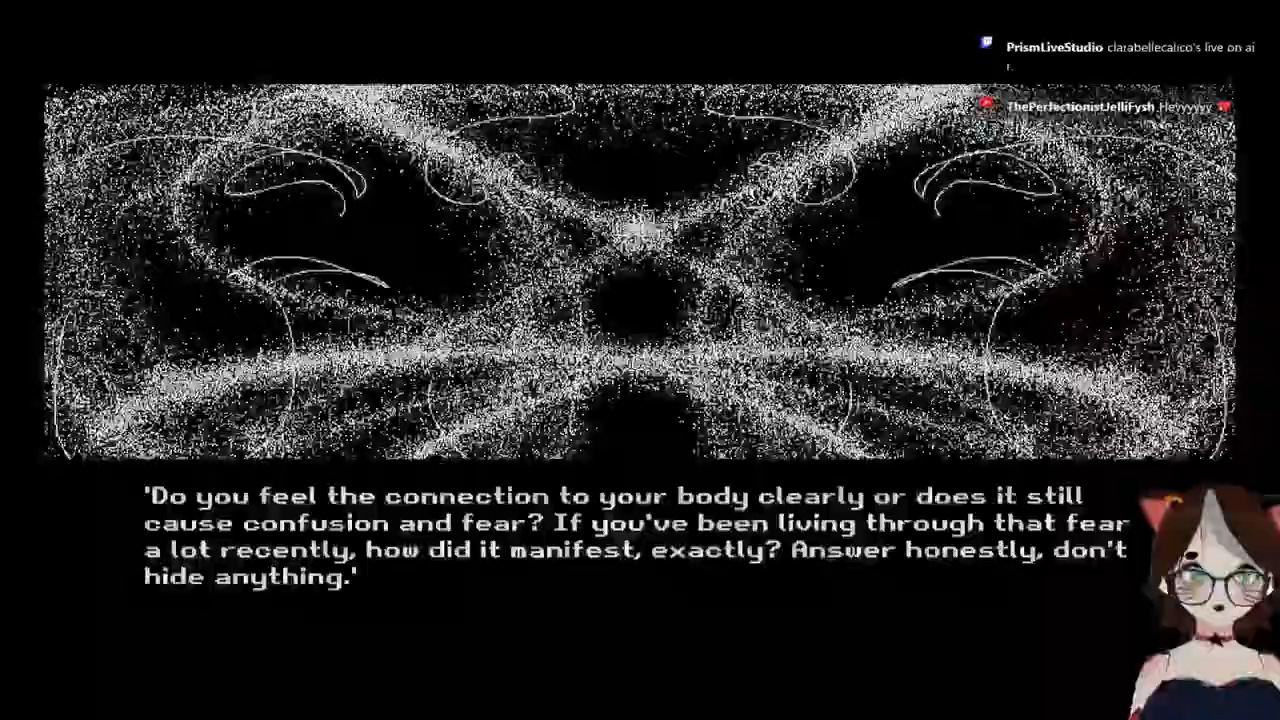 PrismLiveStudio clarabellecalico's live on ai
r.
ThePerfectionistJelliFysh Heyyyyyy
'Do you feel the connection to your body clearly or does it still
cause confusion and fear? If you've been living through that fear
a lot recently, how did it manifest, exactly? Answer honestly, don't
hide anything.'